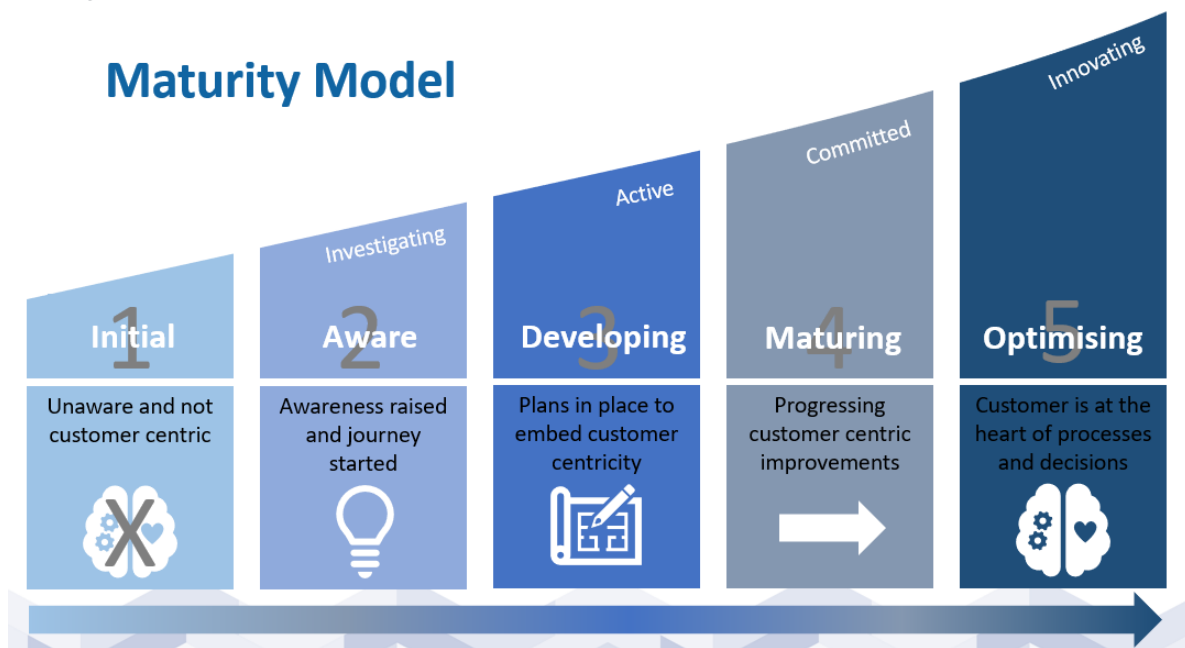 Maturity Model
Innovating
Committed
Active
Investigating
1
Initial
2
Aware
3
Developing
4
Maturing
5
Optimising
Unaware and not
customer centric
X
Awareness raised
and journey
started
Plans in place to
embed customer
centricity
Progressing
customer centric
improvements
Customer is at the
heart of processes
and decisions